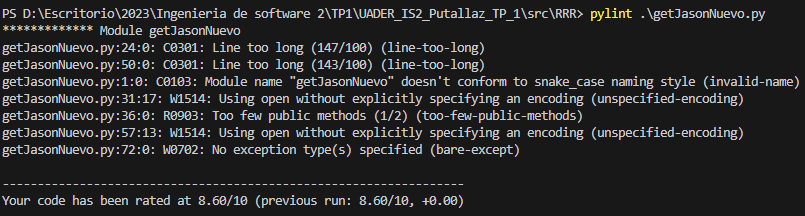 PS D:\Escritorio\2023\Ingenieria de software 2\TP1\UADER_IS2_Putallaz_TP_1\src\RRR> pylint .\getJasonNuevo.py
************* Module getJasonNuevo
getJasonNuevo.py:24:0: C0301: Line too long (147/100) (line-too-long)
getJasonNuevo.py:50:0: C0301: Line too long (143/100) (line-too-long)
getJasonNuevo.py:1:0: C0103: Module name "getJasonNuevo" doesn't conform to snake_case naming style (invalid-name)
getJasonNuevo.py:31:17: W1514: Using open without explicitly specifying an encoding (unspecified-encoding)
getJasonNuevo.py:36:0: R0903: Too few public methods (1/2) (too-few-public-methods)
getJasonNuevo.py:57:13: W1514: Using open without explicitly specifying an encoding (unspecified-encoding)
getJasonNuevo.py:72:0: W0702: No exception type(s) specified (bare-except)
------------------------------------------------------------------
Your code has been rated at 8.60/10 (previous run: 8.60/10, +0.00)